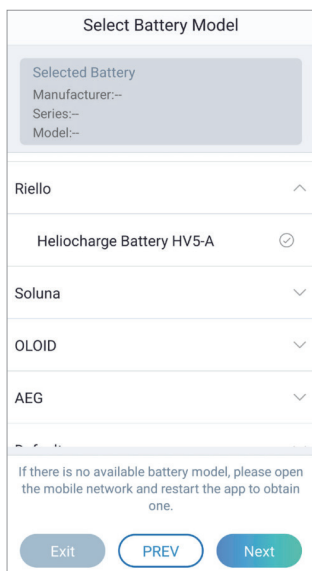 Select Battery Model
Selected Battery
Manufacturer:--
Series:--
Model:--
Riello
Heliocharge Battery HV5-A
Soluna
OLOID
AEG
If there is no available battery model, please open
the mobile network and restart the app to obtain
one.
Exit
PREV
Next